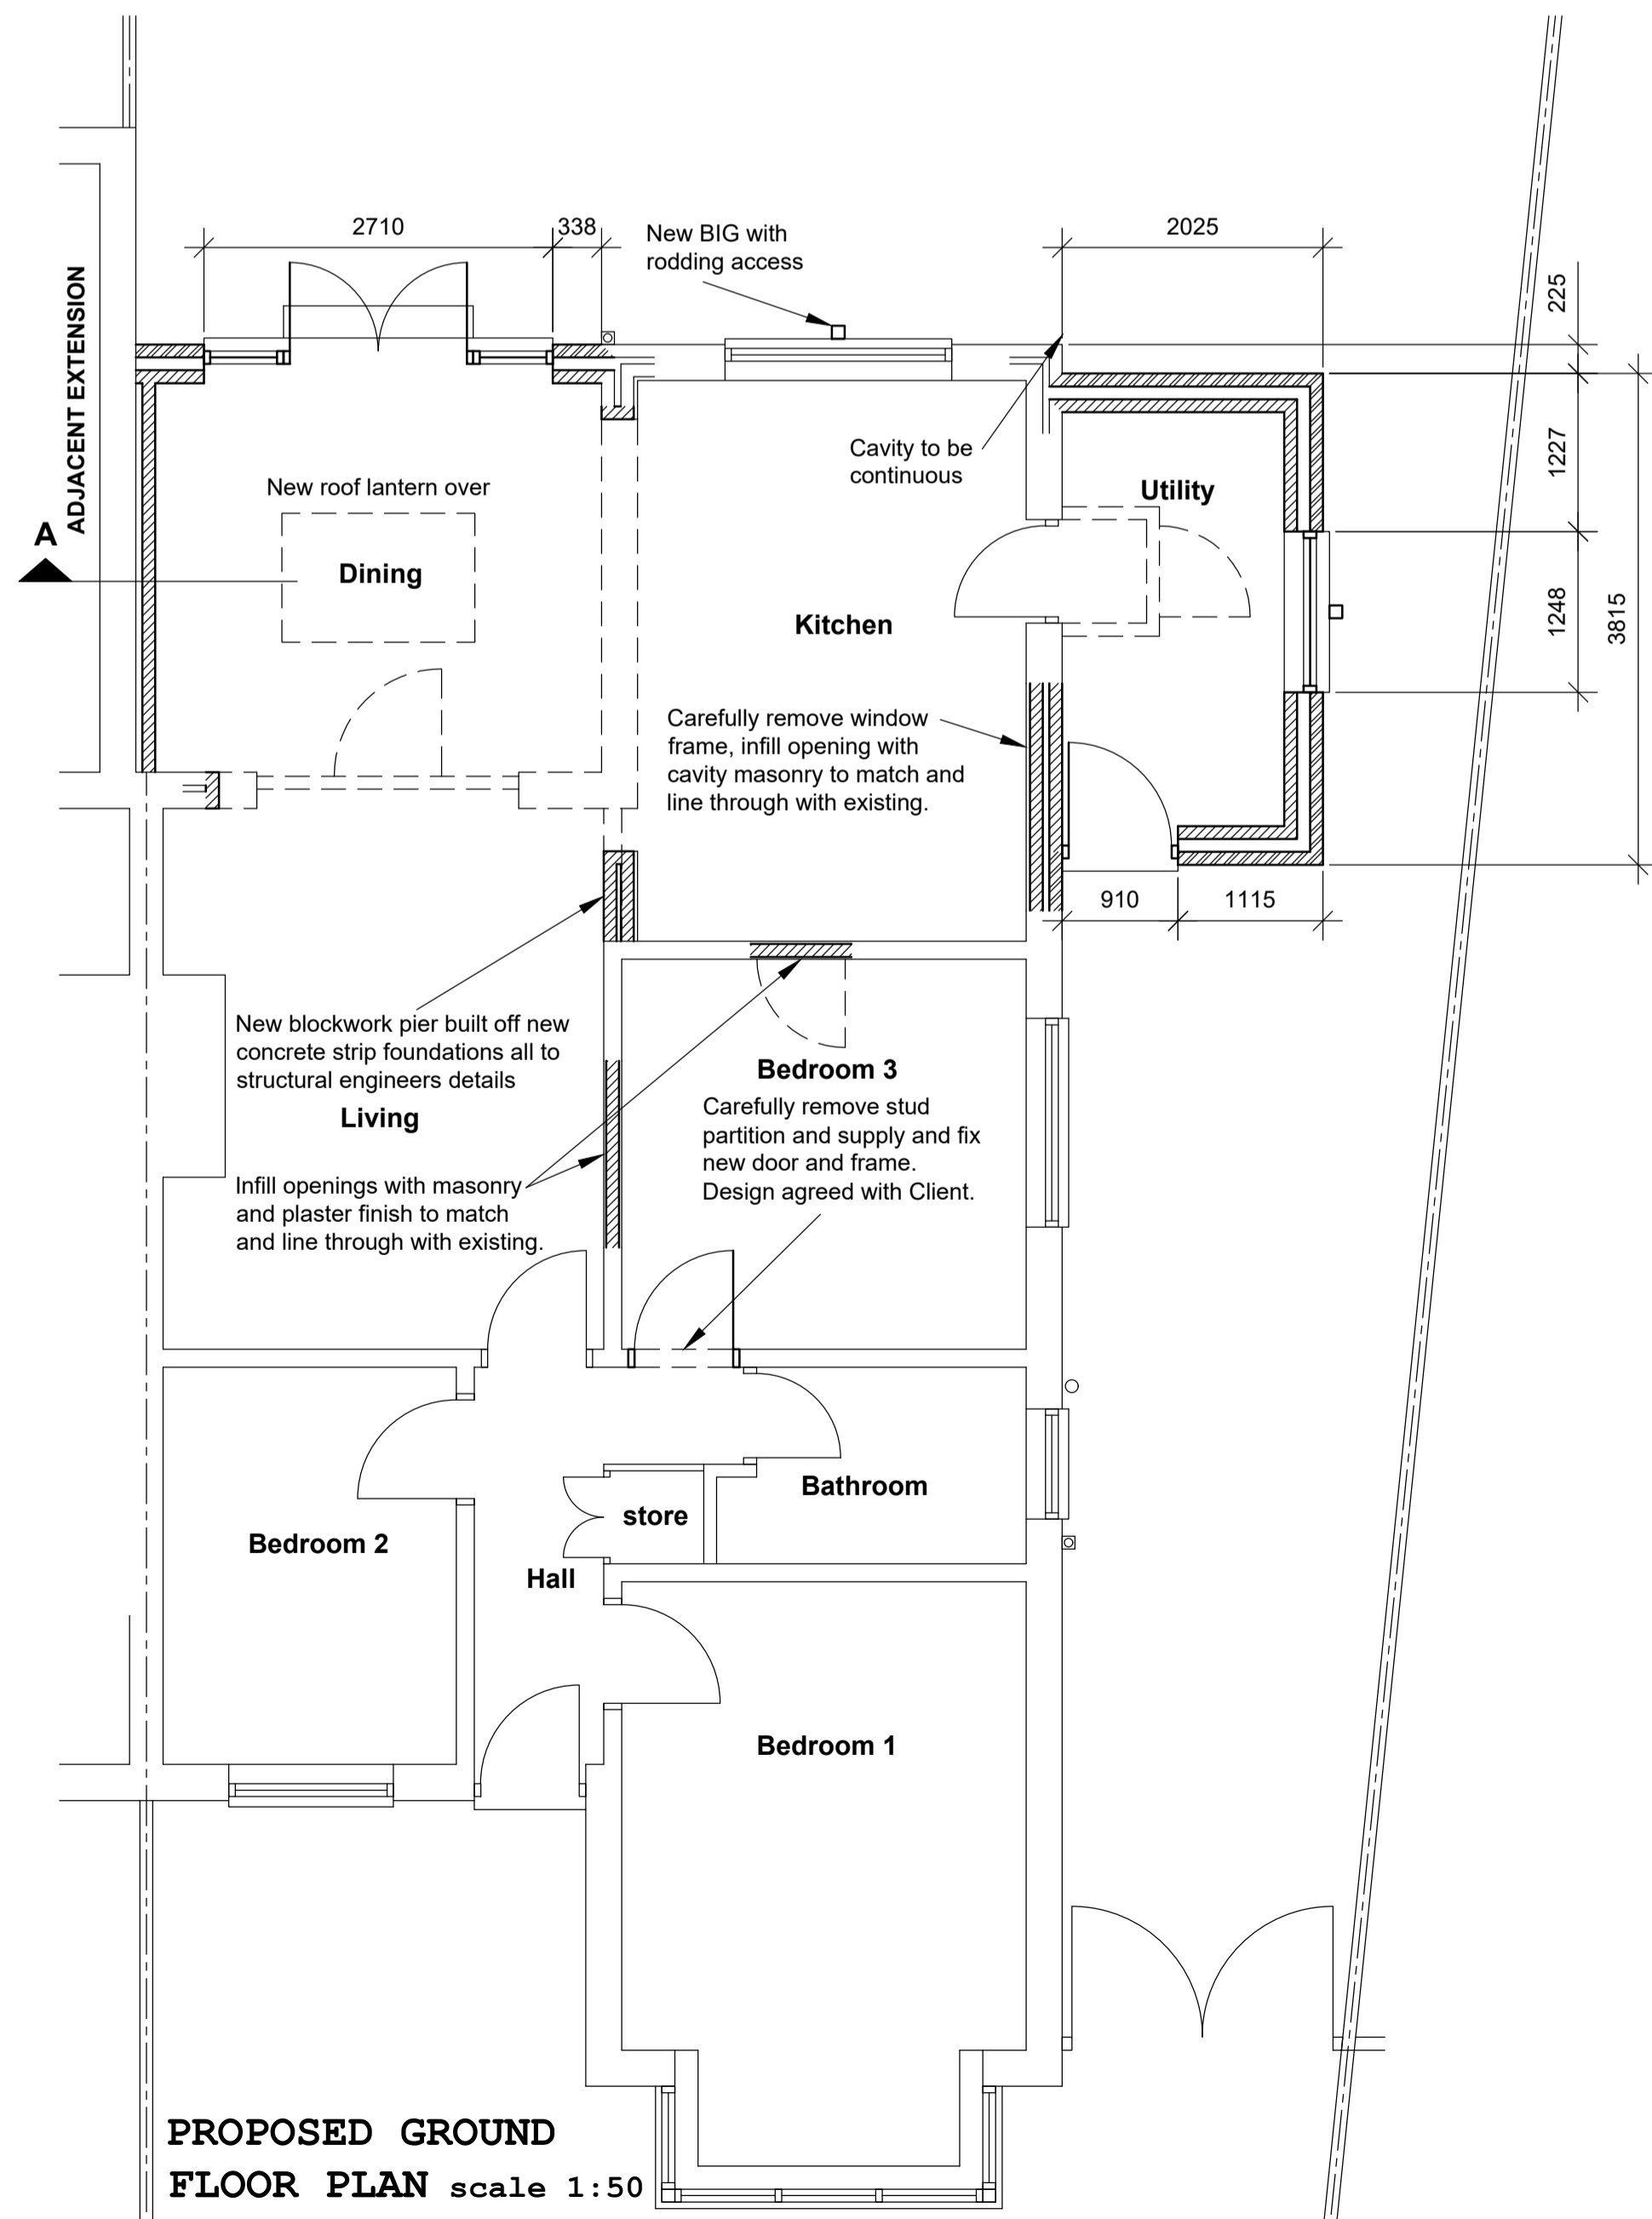 2710
338
New BIG with
rodding access
2025
225
ADJACENT EXTENSION
Cavity to be
continuous
1227
New roof lantern over
Utility
A
Dining
Kitchen
1248
3815
Carefully remove window
frame, infill opening with
cavity masonry to match and
line through with existing.
910
1115
New blockwork pier built off new
concrete strip foundations all to
structural engineers details
Bedroom 3
Carefully remove stud
partition and supply and fix
new door and frame.
Design agreed with Client.
Living
Infill openings with masonry
and plaster finish to match
and line through with existing.
Bathroom
store
Bedroom 2
Hall
Bedroom 1
PROPOSED GROUND
FLOOR PLAN scale 1:50